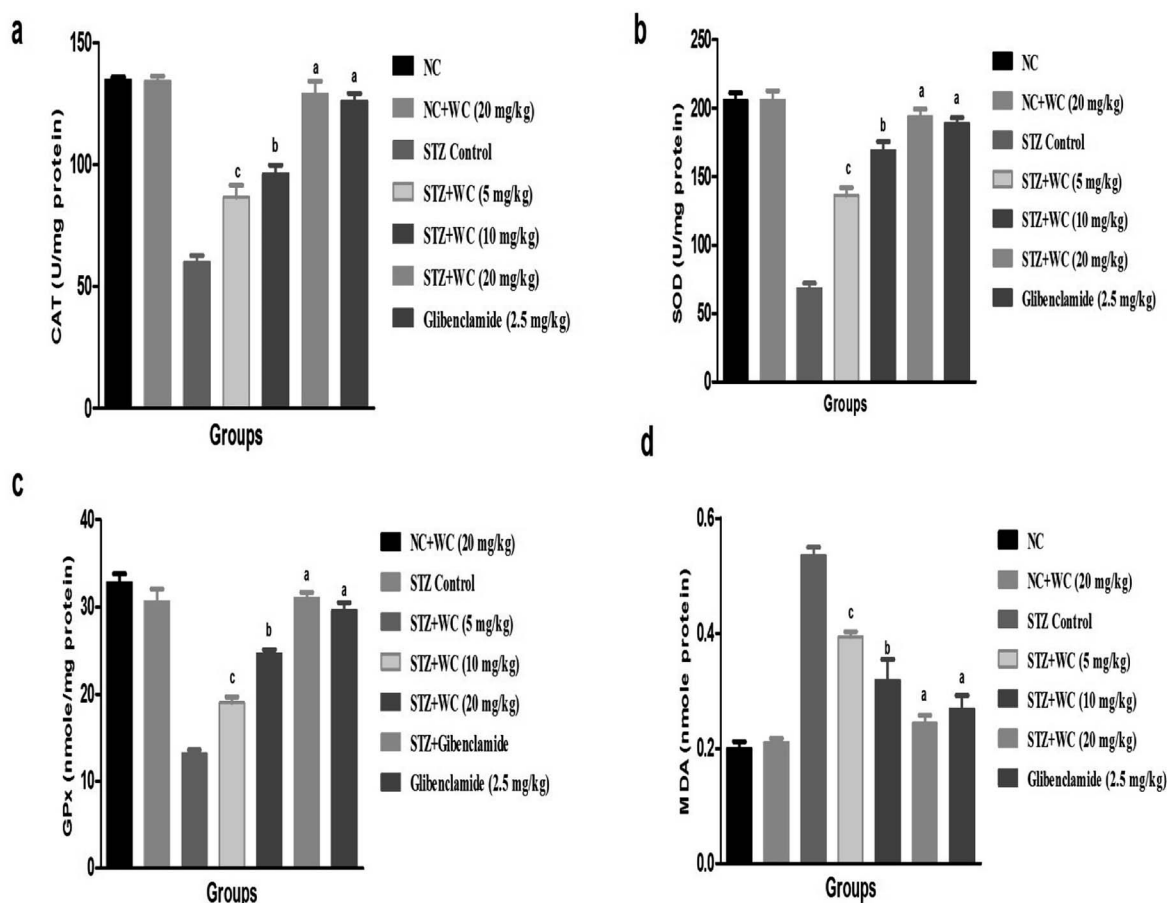 a
CAT (U/mg protein)
150
100
50
0
c
b
a
a
Groups
NC
NC+WC (20 mg/kg)
STZ Control
STZ+WC (5 mg/kg)
STZ+WC (10 mg/kg)
STZ+WC (20 mg/kg)
Glibenclamide (2.5 mg/kg)
b
SOD (U/mg protein)
250
200
150
100
50
0
c
b
a
a
Groups
NC
NC+WC (20 mg/kg)
STZ Control
STZ+WC (5 mg/kg)
STZ+WC (10 mg/kg)
STZ+WC (20 mg/kg)
Glibenclamide (2.5 mg/kg)
c
GPx (nmole/mg protein)
40
30
20
10
0
c
b
a
a
Groups
NC+WC (20 mg/kg)
STZ Control
STZ+WC (5 mg/kg)
STZ+WC (10 mg/kg)
STZ+WC (20 mg/kg)
STZ+Gibenclamide
Glibenclamide (2.5 mg/kg)
d
MDA (nmole protein)
0.6
0.4
0.2
0.0
c
b
a
a
Groups
NC
NC+WC (20 mg/kg)
STZ Control
STZ+WC (5 mg/kg)
STZ+WC (10 mg/kg)
STZ+WC (20 mg/kg)
Glibenclamide (2.5 mg/kg)